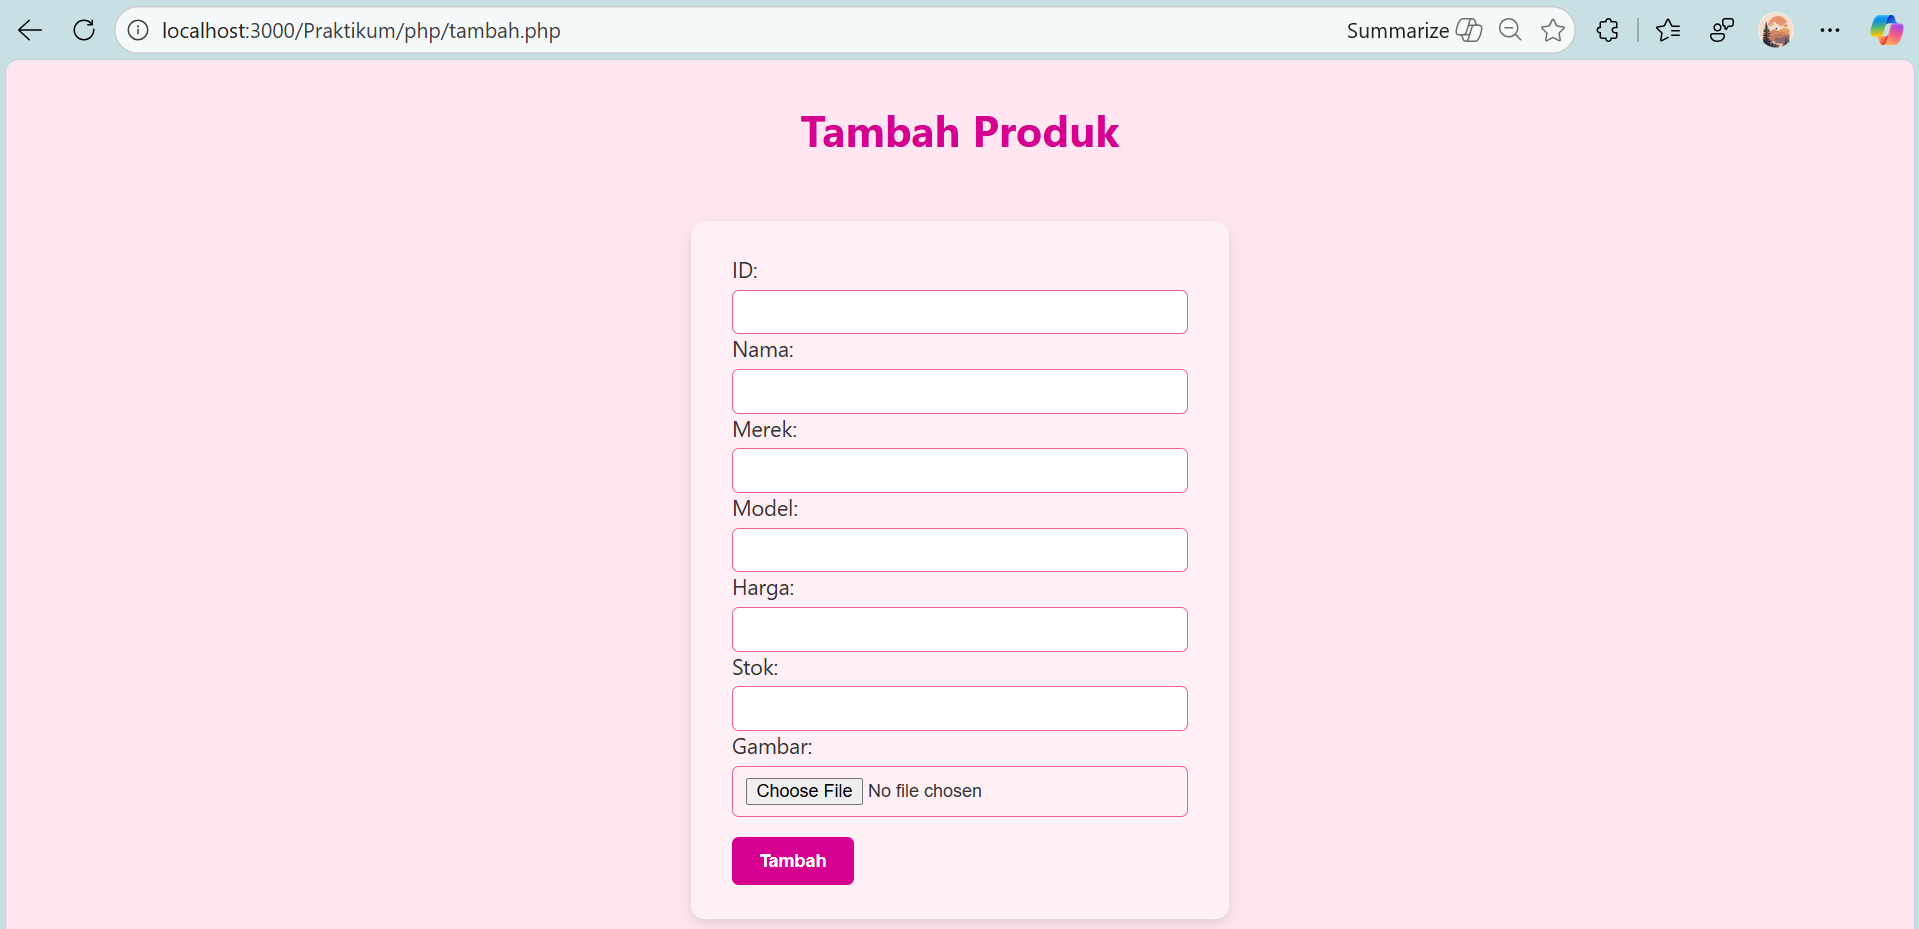 localhost:3000/Praktikum/php/tambah.php Summarize
Tambah Produk
ID:
Nama:
Merek:
Model:
Harga:
Stok:
Gambar:
Choose File No file chosen
Tambah